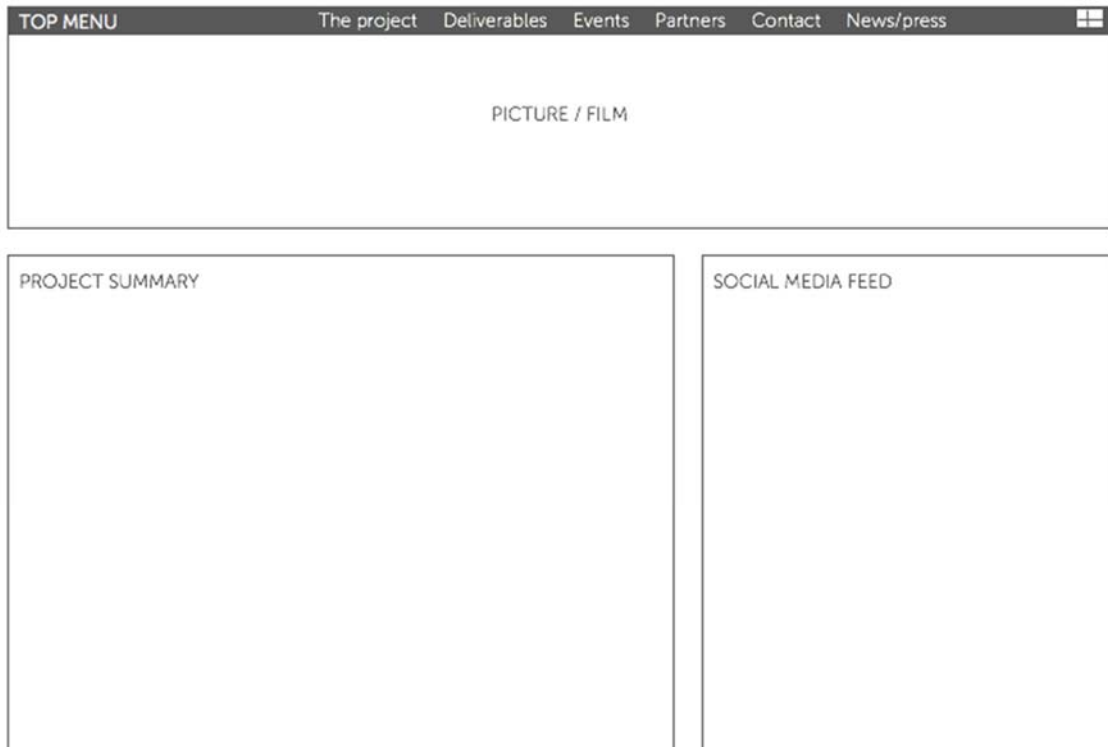 TOP MENU The project Deliverables Events Partners Contact News/press
PICTURE / FILM
PROJECT SUMMARY
SOCIAL MEDIA FEED